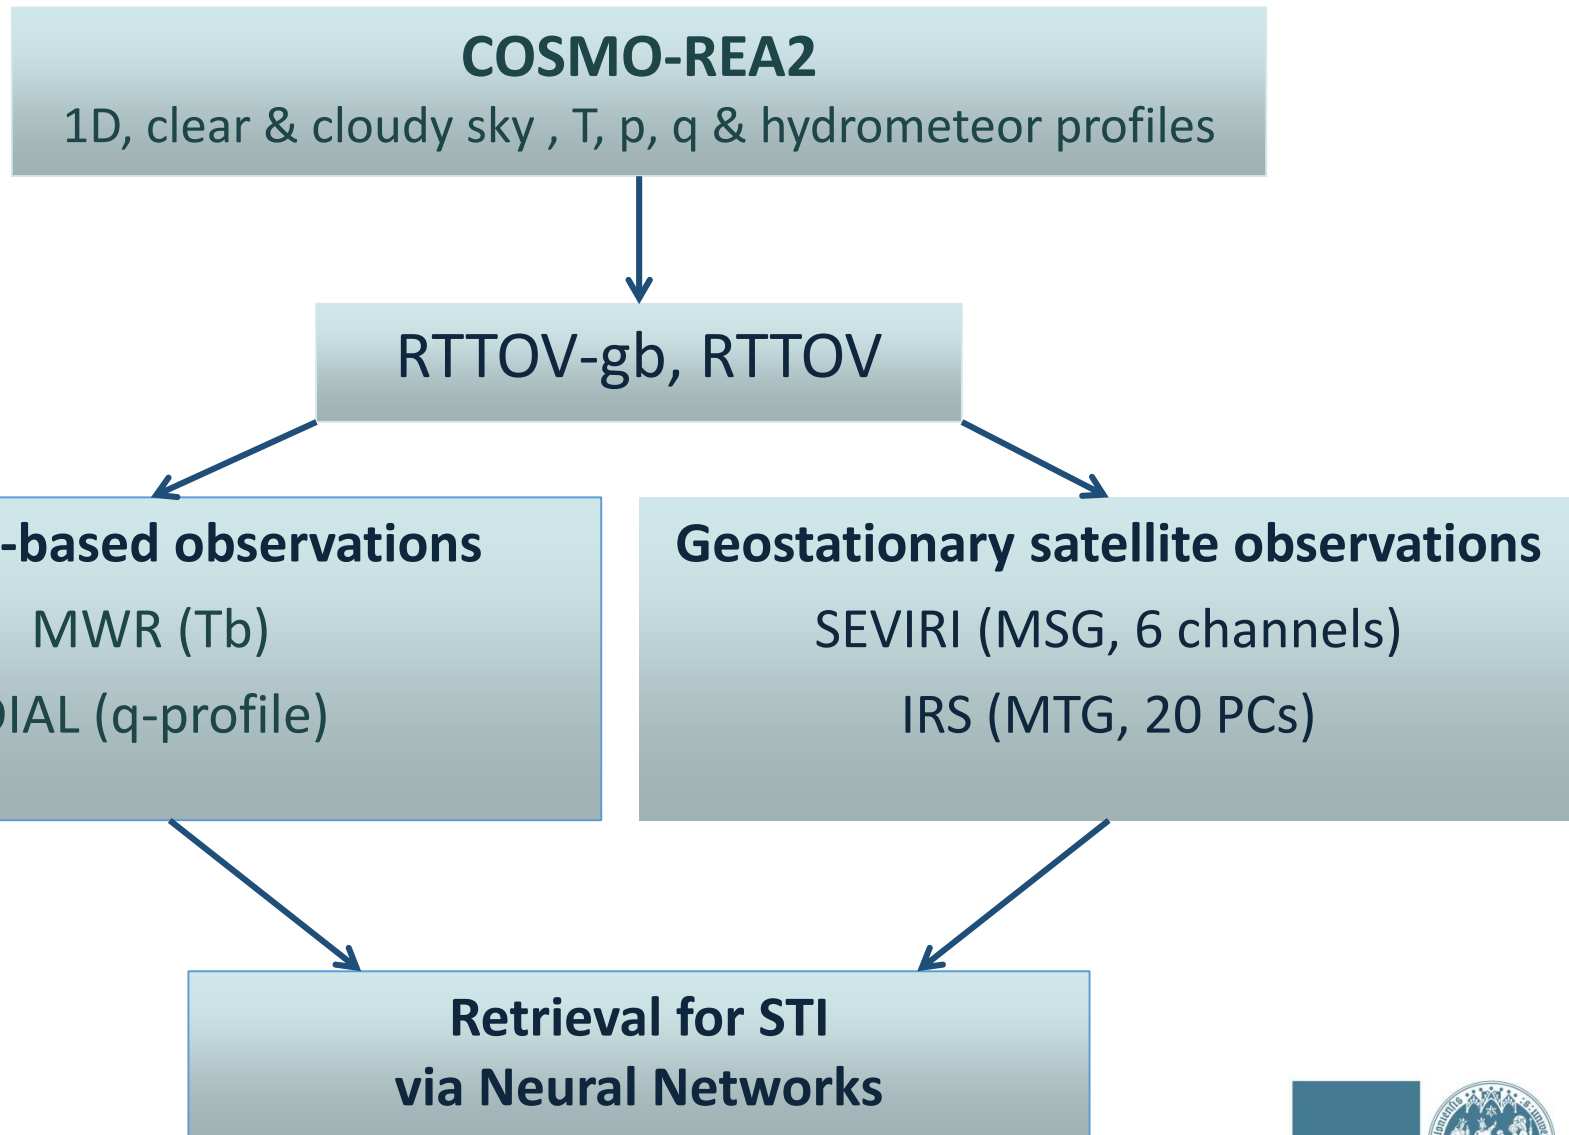 COSMO-REA2
1D, clear & cloudy sky , T, p, q & hydrometeor profiles
RTTOV-gb, RTTOV
-based observations
MWR (Tb)
IAL (q-profile)
Geostationary satellite observations
SEVIRI (MSG, 6 channels)
IRS (MTG, 20 PCs)
Retrieval for STI
via Neural Networks